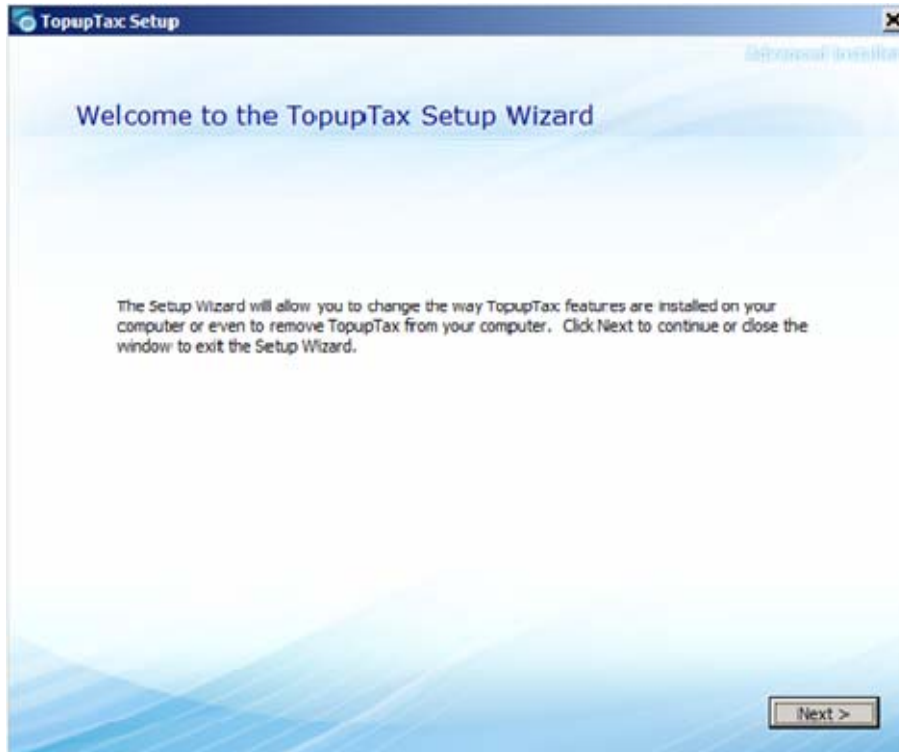 TopupTax Setup
Advanced Installer
Welcome to the TopupTax Setup Wizard
The Setup Wizard will allow you to change the way TopupTax features are installed on your
computer or even to remove TopupTax from your computer. Click Next to continue or close the
window to exit the Setup Wizard.
Next >